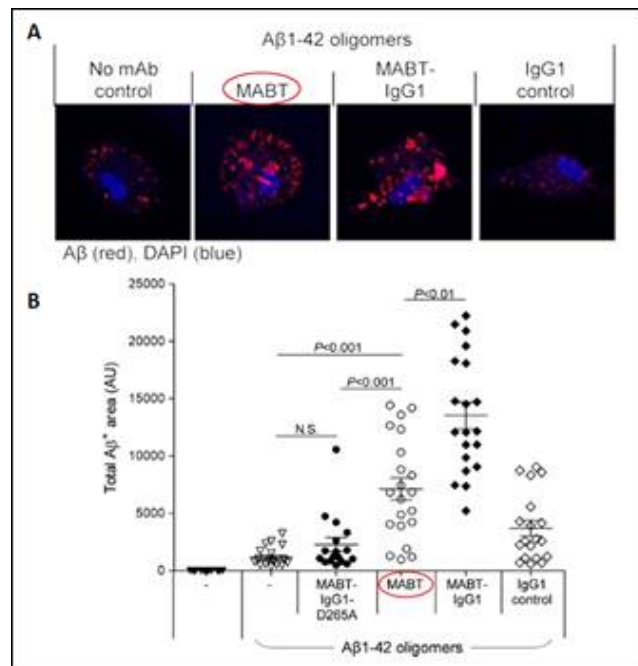 A
Aβ1-42 oligomers
No mAb
control
MABT
MABT-
IgG1
IgG1
control
Aβ (red), DAPI (blue)
B
Total Aβ⁺ area (AU)
25000
20000
15000
10000
5000
0
P<0.01
P<0.001
P<0.001
N.S.
-
-
MABT-
IgG1-
D265A
MABT
MABT-
IgG1
IgG1
control
Aβ1-42 oligomers